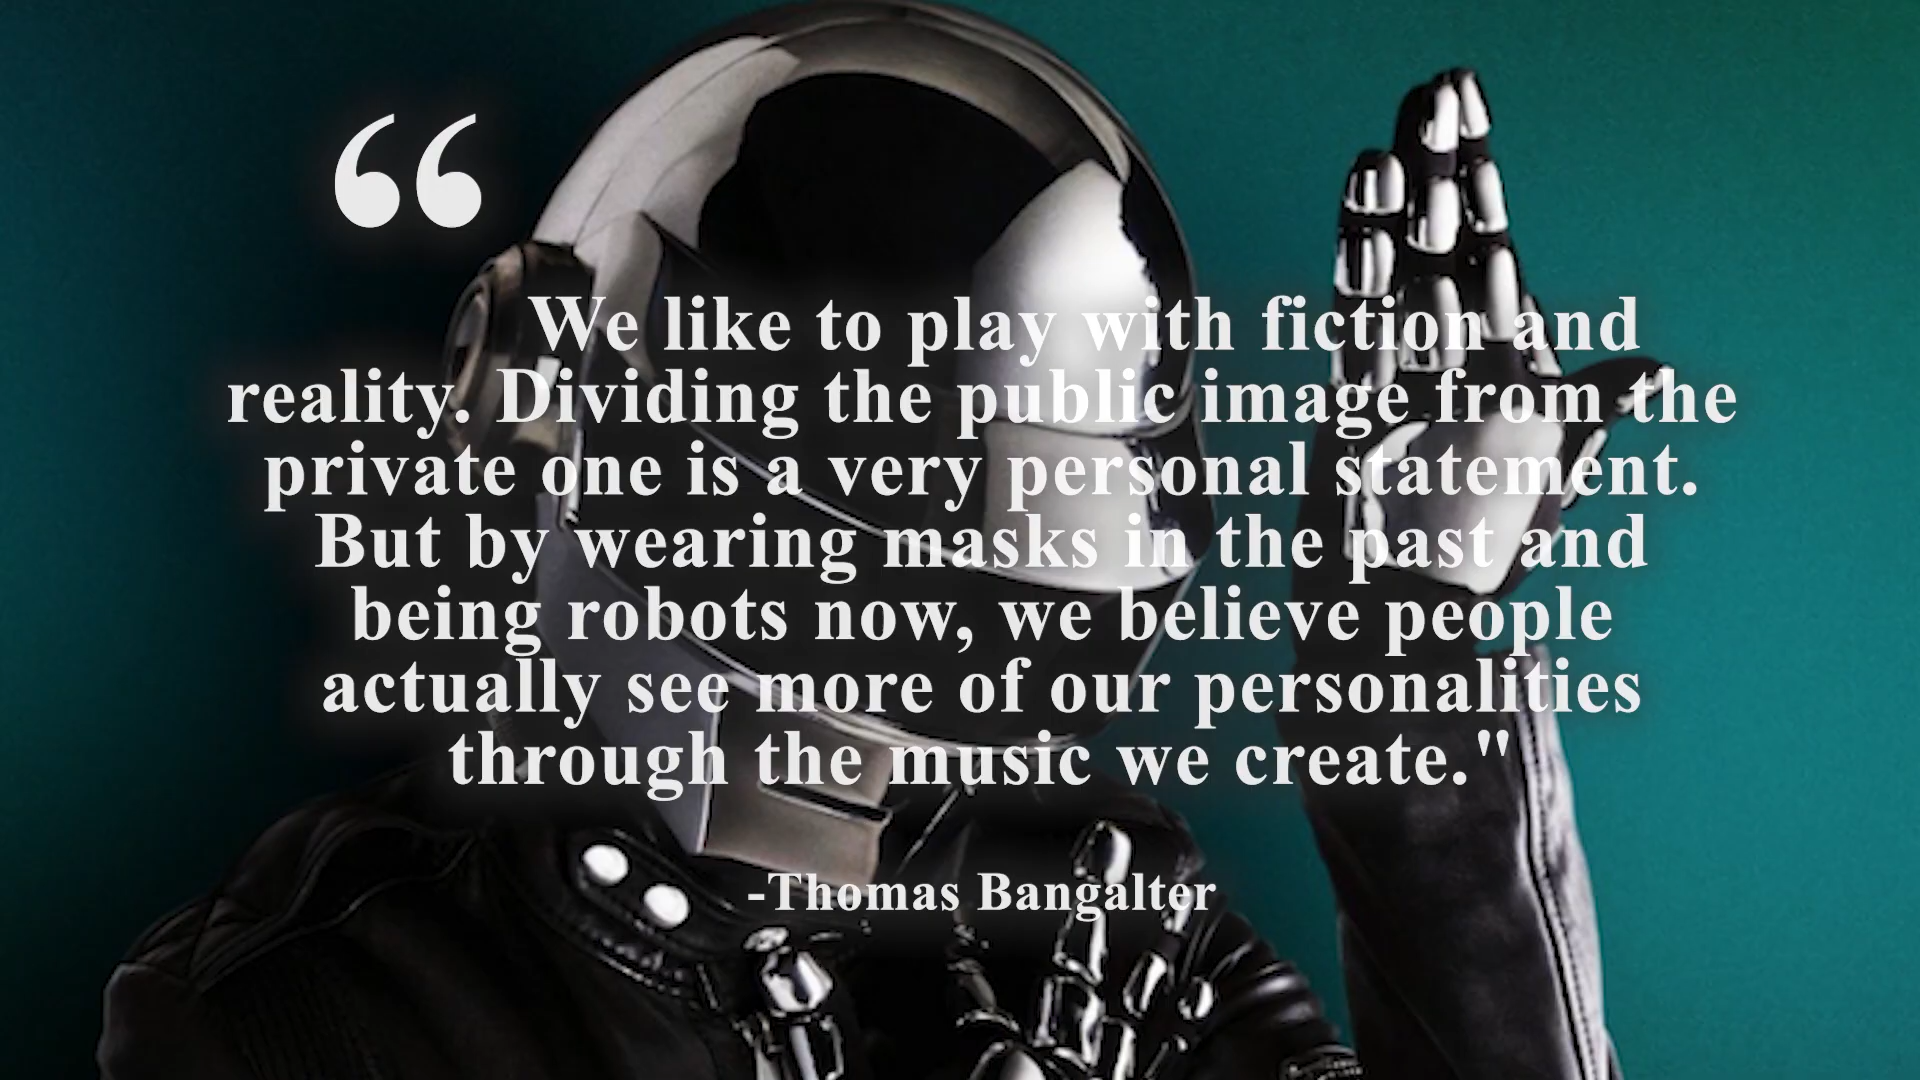 “
We like to play with fiction and
reality. Dividing the public image from the
private one is a very personal statement.
But by wearing masks in the past and
being robots now, we believe people
actually see more of our personalities
through the music we create."
-Thomas Bangalter